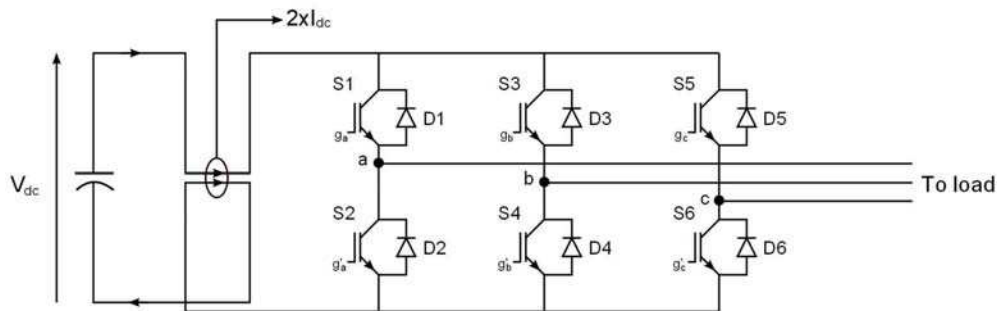 2xI_dc
S1
S3
S5
D1
D3
D5
g_a
g_b
g_c
a
b
c
V_dc
To load
S2
S4
S6
D2
D4
D6
g'_a
g'_b
g'_c